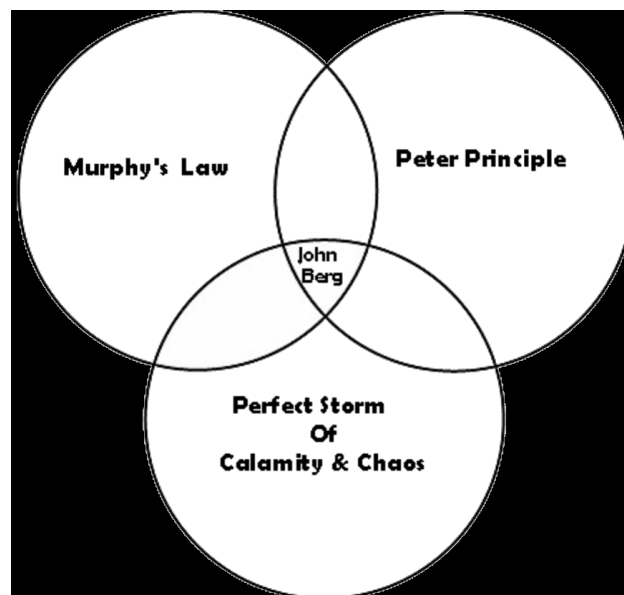 Murphy's Law
Peter Principle
John
Berg
Perfect Storm
Of
Calamity & Chaos